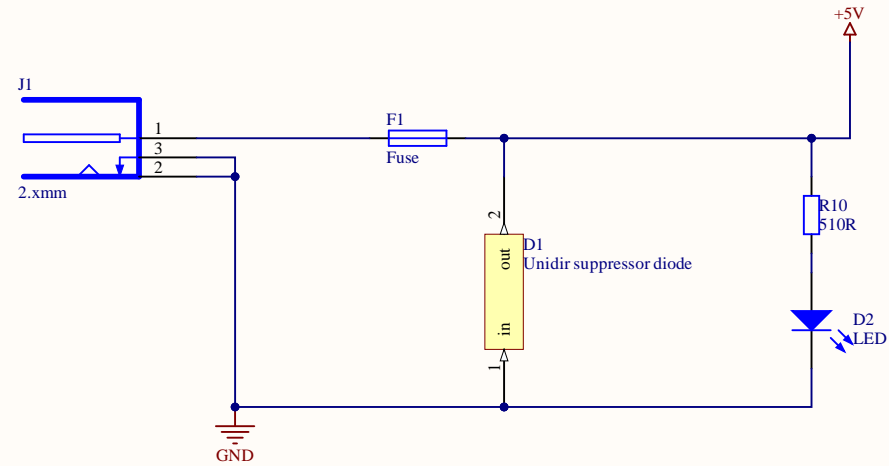 +5V
J1
1
3
2
2.xmm
F1
Fuse
2
out
in
1
D1
Unidir suppressor diode
R10
510R
D2
LED
GND